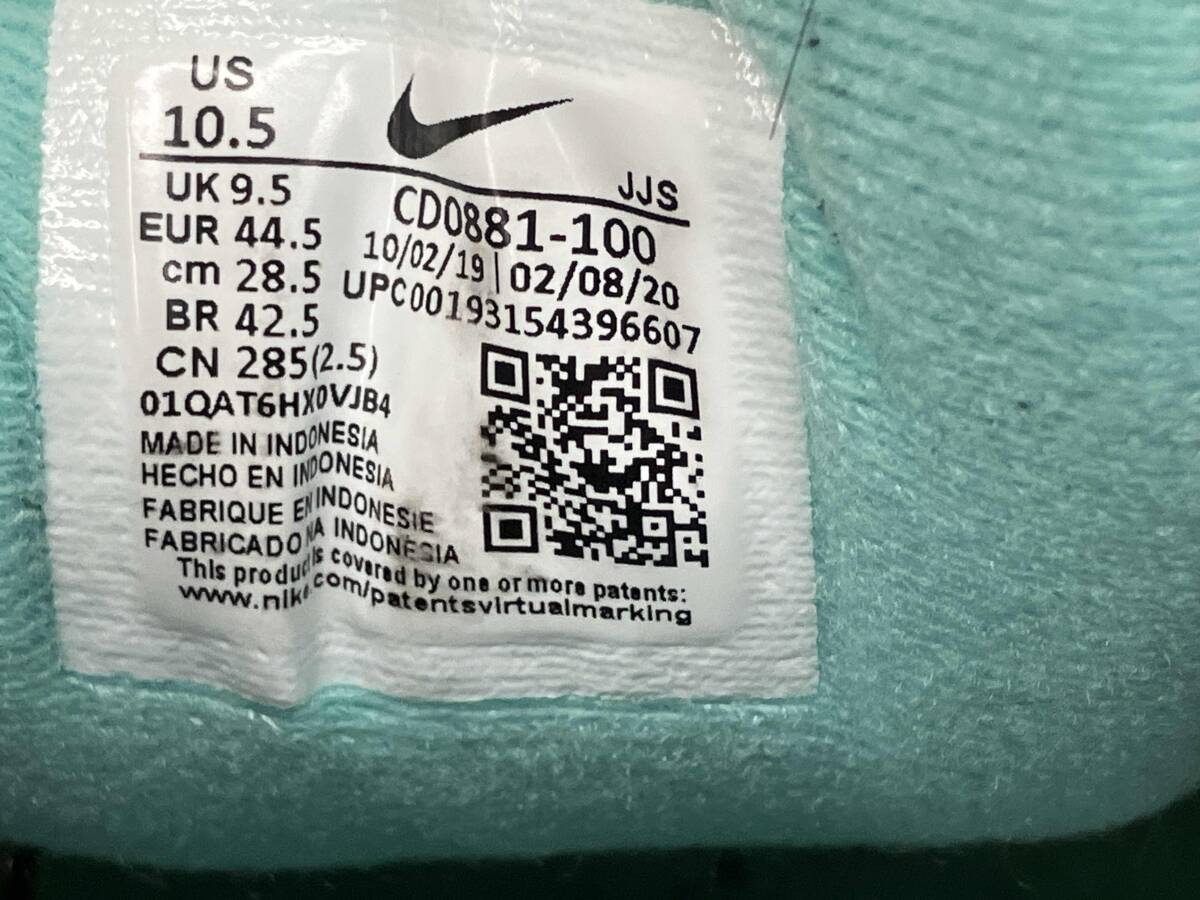 US
10.5
JJS
UK 9.5
EUR 44.5
cm 28.5
BR 42.5
CN 285(2.5)
CD0881-100
10/02/19 | 02/08/20
UPC00193154396607
01QAT6HX0VJB4
MADE IN INDONESIA
HECHO EN INDONESIA
FABRIQUE EN INDONESIE
FABRICADO NA INDONESIA
This product is covered by one or more patents:
www.nike.com/patentsvirtualmarking